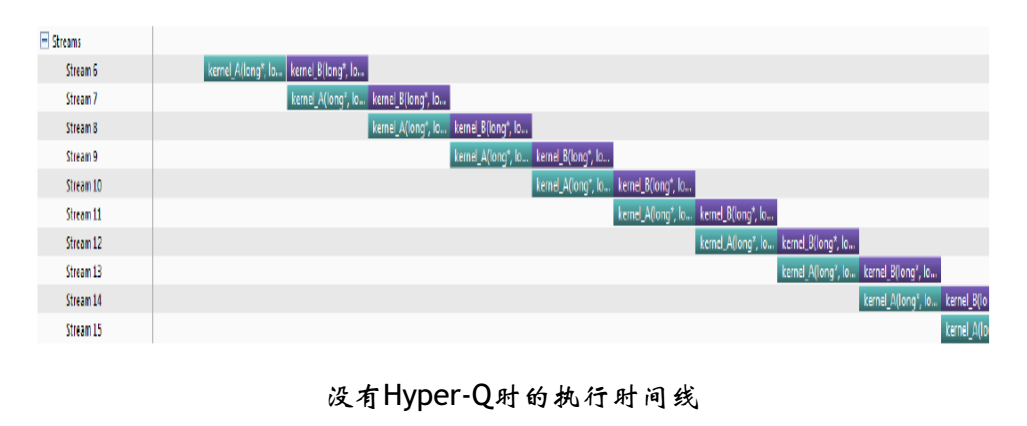 Streams
Stream 6
kernel_A(long*, lo... kernel_B(long*, lo...
Stream 7
kernel_A(long*, lo... kernel_B(long*, lo...
Stream 8
kernel_A(long*, lo... kernel_B(long*, lo...
Stream 9
kernel_A(long*, lo... kernel_B(long*, lo...
Stream 10
kernel_A(long*, lo... kernel_B(long*, lo...
Stream 11
kernel_A(long*, lo... kernel_B(long*, lo...
Stream 12
kernel_A(long*, lo... kernel_B(long*, lo...
Stream 13
kernel_A(long*, lo... kernel_B(long*, lo...
Stream 14
kernel_A(long*, lo... kernel_B(lo
Stream 15
kernel_A(lo
没有Hyper-Q时的执行时间线